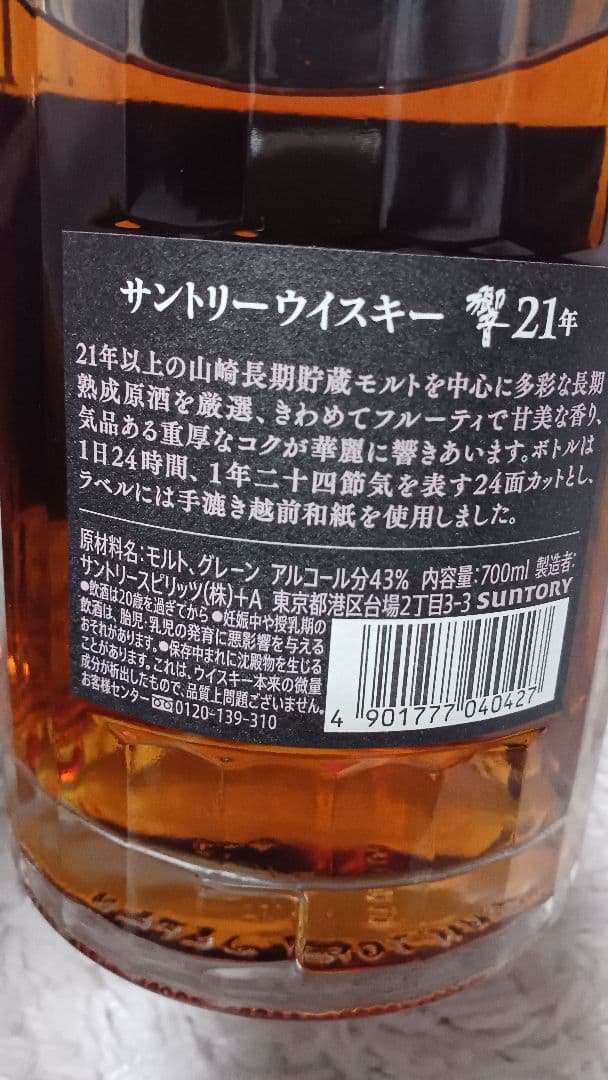 サントリーウイスキー 響21年
21年以上の山崎長期貯蔵モルトを中心に多彩な長期
熟成原酒を厳選、きわめてフルーティで甘美な香り、
気品ある重厚なコクが華麗に響きあいます。ボトルは
1日24時間、1年二十四節気を表す24面カットとし、
ラベルには手漉き越前和紙を使用しました。
原材料名:モルト、グレーン アルコール分43% 内容量:700ml 製造者:
サントリースピリッツ(株)+A 東京都港区台場2丁目3-3 SUNTORY
●飲酒は20歳を過ぎてから ●妊娠中や授乳期の
飲酒は、胎児・乳児の発育に悪影響を与える
おそれがあります。●保存中まれに沈殿物を生じる
ことがあります。これは、ウイスキー本来の微量
成分が析出したもので、品質上問題ございません。
お客様センター 0120-139-310
4 901777 040427